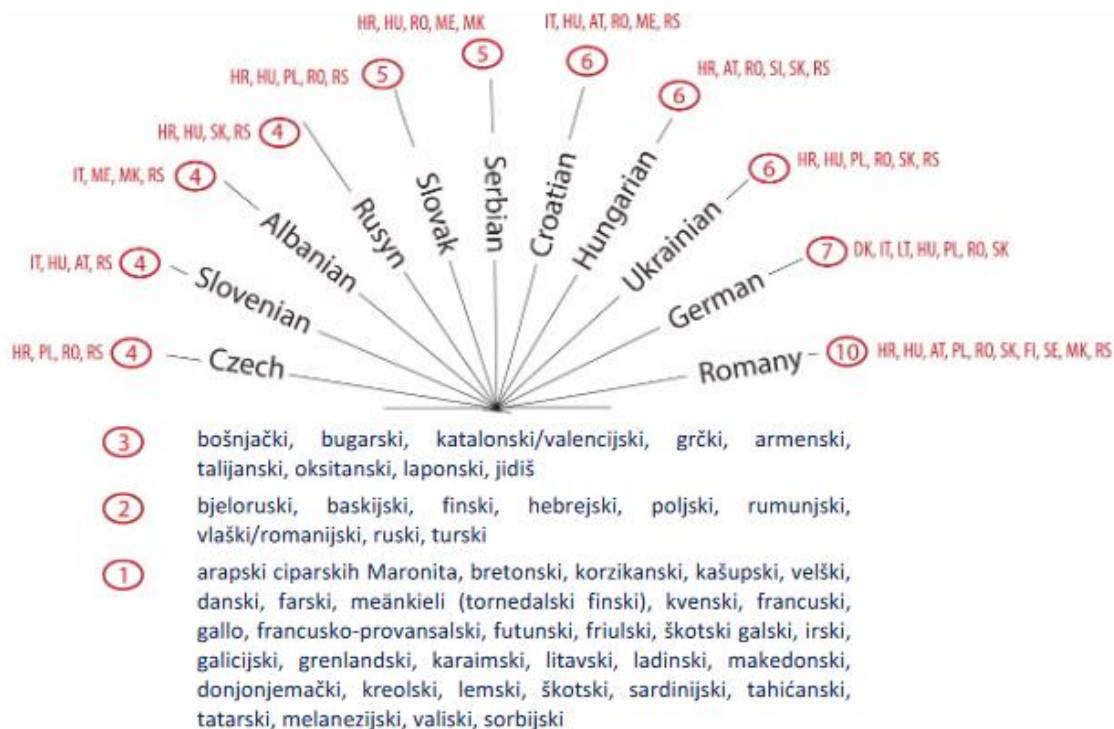 HR, HU, RO, ME, MK 5 Serbian
IT, HU, AT, RO, ME, RS 6 Croatian
HR, HU, PL, RO, RS 5 Slovak
HR, AT, RO, SI, SK, RS 6 Hungarian
HR, HU, SK, RS 4 Rusyn
IT, ME, MK, RS 4 Albanian
HR, HU, PL, RO, SK, RS 6 Ukrainian
IT, HU, AT, RS 4 Slovenian
DK, IT, LT, HU, PL, RO, SK 7 German
HR, PL, RO, RS 4 Czech
Romany 10 HR, HU, AT, PL, RO, SK, FI, SE, MK, RS
3 bošnjački, bugarski, katalonski/valencijski, grčki, armenski,
talijanski, oksitanski, laponski, jidiš
2 bjeloruski, baskijski, finski, hebrejski, poljski, rumunjski,
vlaški/romanijski, ruski, turski
1 arapski ciparskih Maronita, bretonski, korzikanski, kašupski, velški,
danski, farski, meänkieli (tornedalski finski), kvenski, francuski,
gallo, francusko-provansalski, futunski, friulski, škotski galski, irski,
galicijski, grenlandski, karaimski, litavski, ladinski, makedonski,
donjonjemački, kreolski, lemski, škotski, sardinijski, tahićanski,
tatarski, melanezijski, valiski, sorbijski